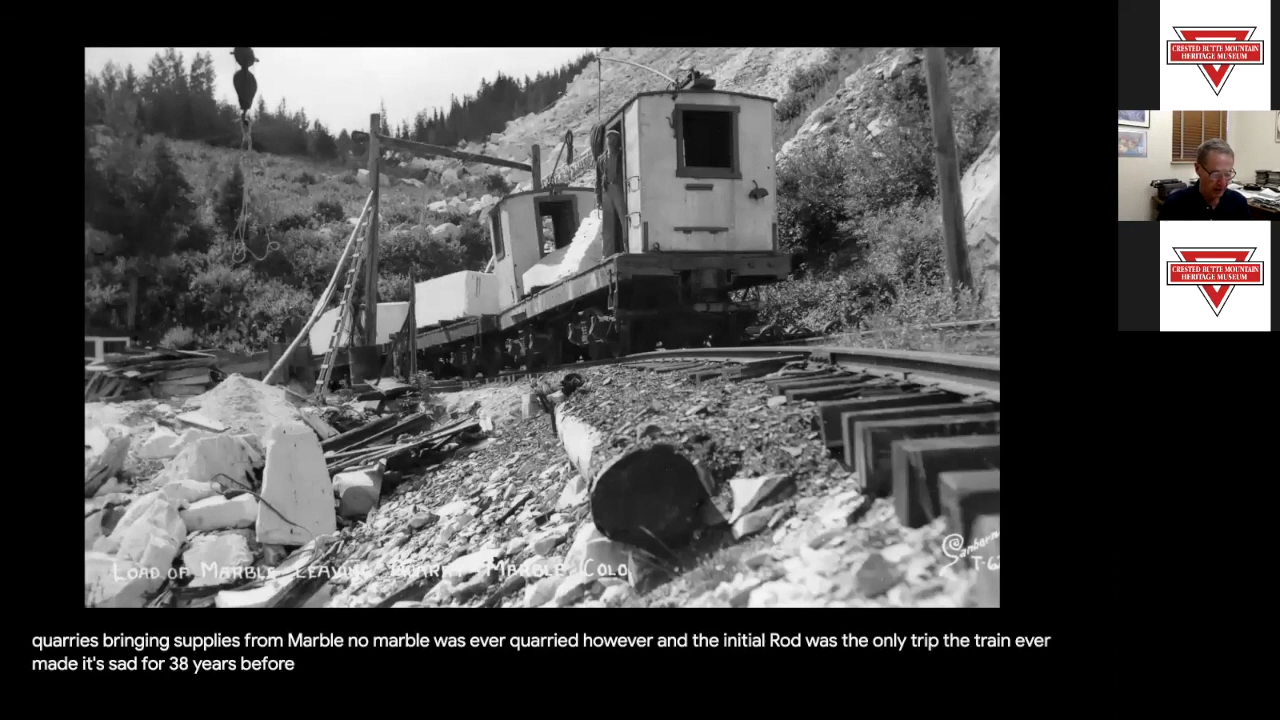 CRESTED BUTTE MOUNTAIN
HERITAGE MUSEUM
CRESTED BUTTE MOUNTAIN
HERITAGE MUSEUM
LOAD OF MARBLE LEAVING QUARRY - MARBLE COLO.
Sanborn
quarries bringing supplies from Marble no marble was ever quarried however and the initial Rod was the only trip the train ever
made it's sad for 38 years before